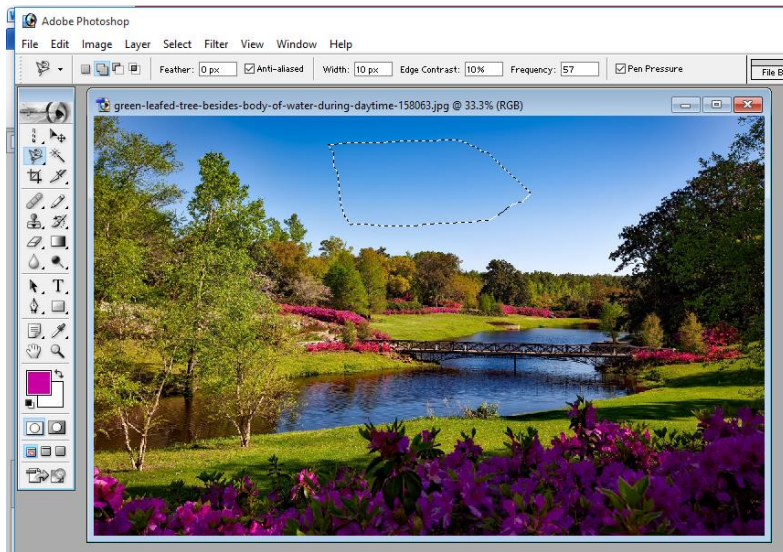 Adobe Photoshop
File Edit Image Layer Select Filter View Window Help
Feather: 0 px Anti-aliased Width: 10 px Edge Contrast: 10% Frequency: 57 Pen Pressure File B
green-leafed-tree-besides-body-of-water-during-daytime-158063.jpg @ 33.3% (RGB)
T